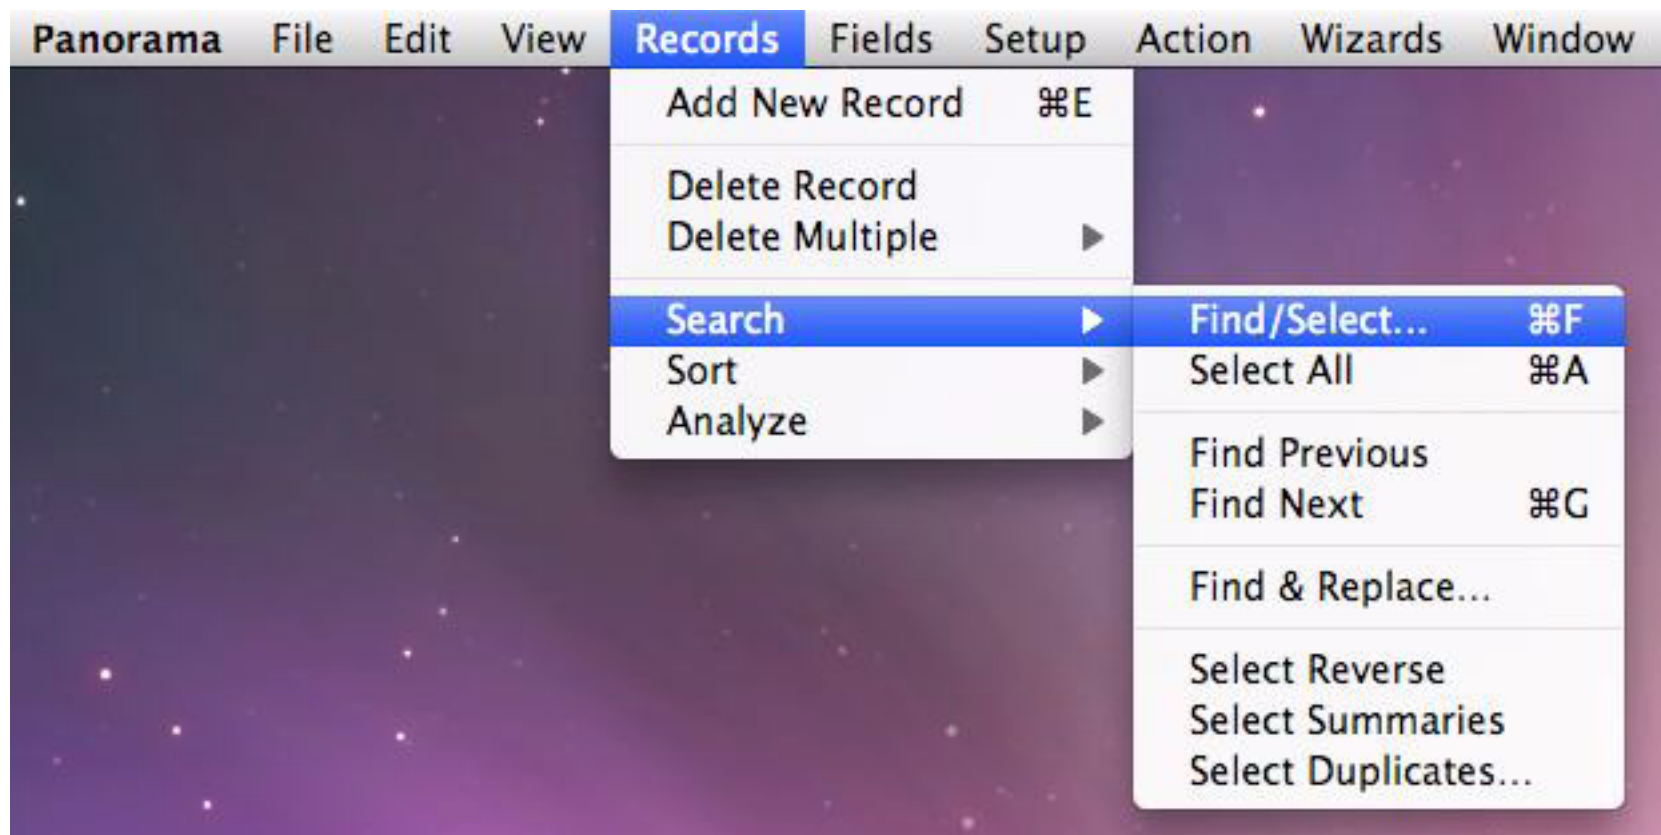 Panorama File Edit View Records Fields Setup Action Wizards Window
Add New Record ⌘E
Delete Record
Delete Multiple ▶
Search ▶
Sort ▶
Analyze ▶
Find/Select... ⌘F
Select All ⌘A
Find Previous
Find Next ⌘G
Find & Replace...
Select Reverse
Select Summaries
Select Duplicates...